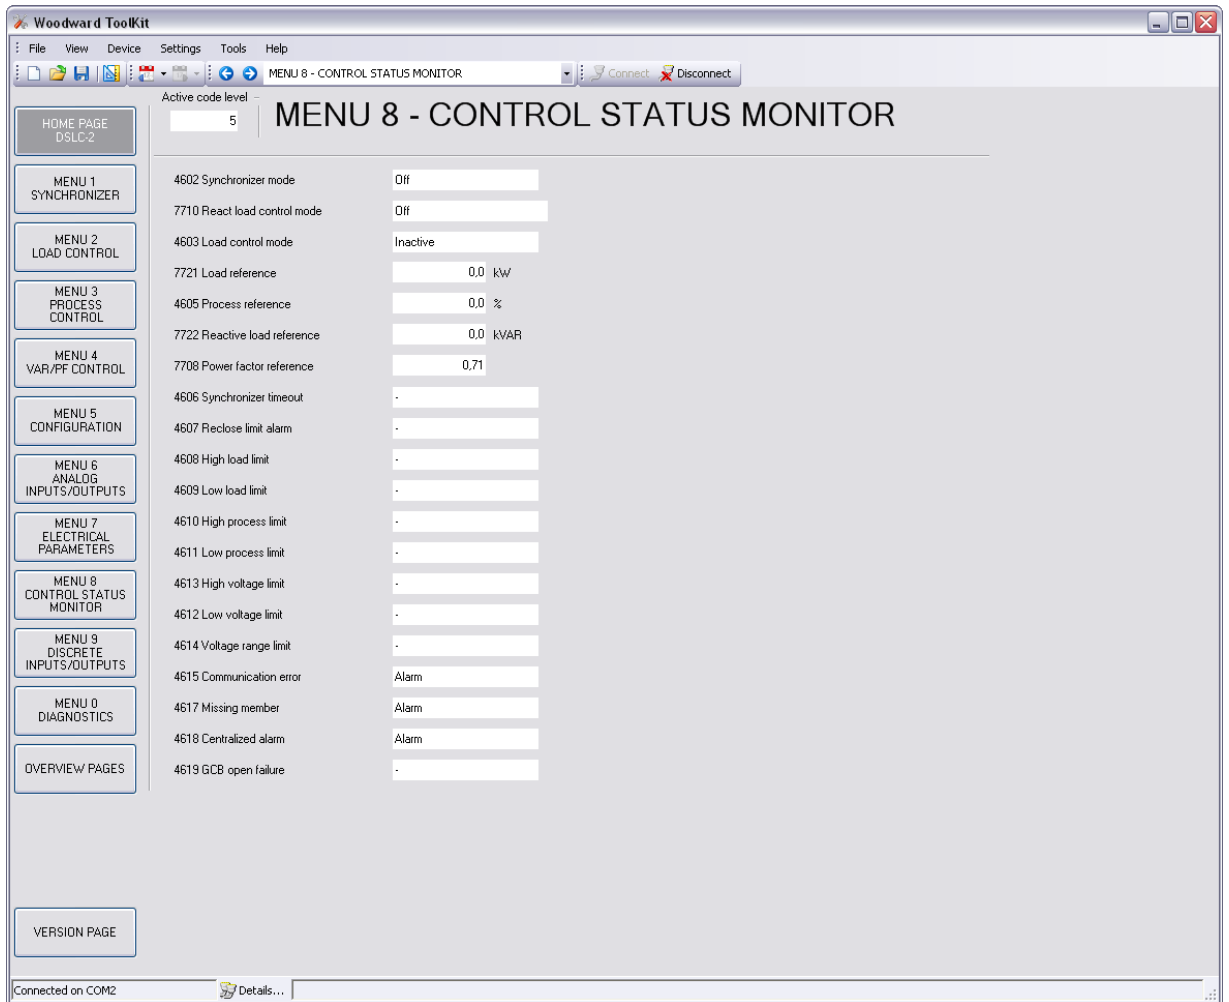 Woodward ToolKit
File View Device Settings Tools Help
MENU 8 - CONTROL STATUS MONITOR Connect Disconnect
Active code level
5
MENU 8 - CONTROL STATUS MONITOR
HOME PAGE
DSLC-2
MENU 1
SYNCHRONIZER
MENU 2
LOAD CONTROL
MENU 3
PROCESS
CONTROL
MENU 4
VAR/PF CONTROL
MENU 5
CONFIGURATION
MENU 6
ANALOG
INPUTS/OUTPUTS
MENU 7
ELECTRICAL
PARAMETERS
MENU 8
CONTROL STATUS
MONITOR
MENU 9
DISCRETE
INPUTS/OUTPUTS
MENU 0
DIAGNOSTICS
OVERVIEW PAGES
VERSION PAGE
4602 Synchronizer mode Off
7710 React load control mode Off
4603 Load control mode Inactive
7721 Load reference 0,0 kW
4605 Process reference 0,0 %
7722 Reactive load reference 0,0 kVAR
7708 Power factor reference 0,71
4606 Synchronizer timeout -
4607 Reclose limit alarm -
4608 High load limit -
4609 Low load limit -
4610 High process limit -
4611 Low process limit -
4613 High voltage limit -
4612 Low voltage limit -
4614 Voltage range limit -
4615 Communication error Alarm
4617 Missing member Alarm
4618 Centralized alarm Alarm
4619 GCB open failure -
Connected on COM2 Details...